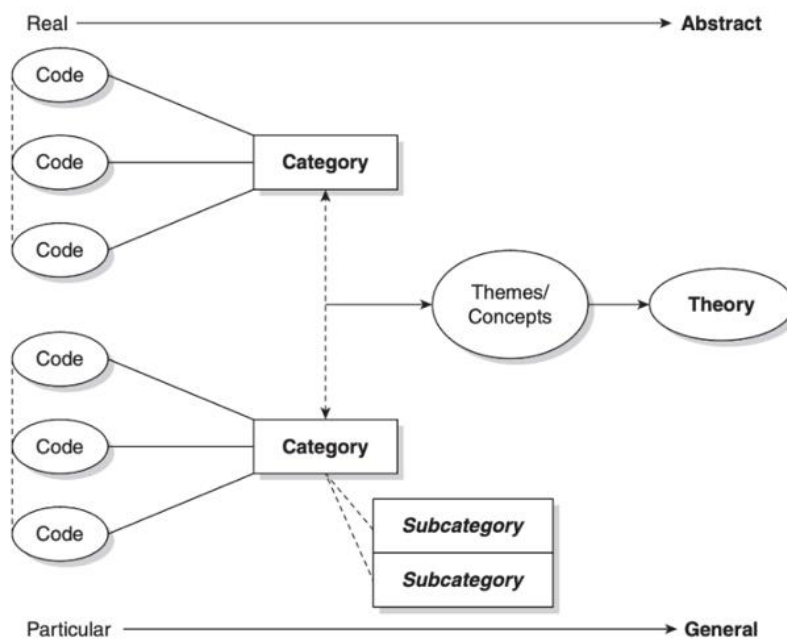 Real
Abstract
Code
Code
Category
Code
Themes/
Concepts
Theory
Code
Code
Category
Code
Subcategory
Subcategory
Particular
General